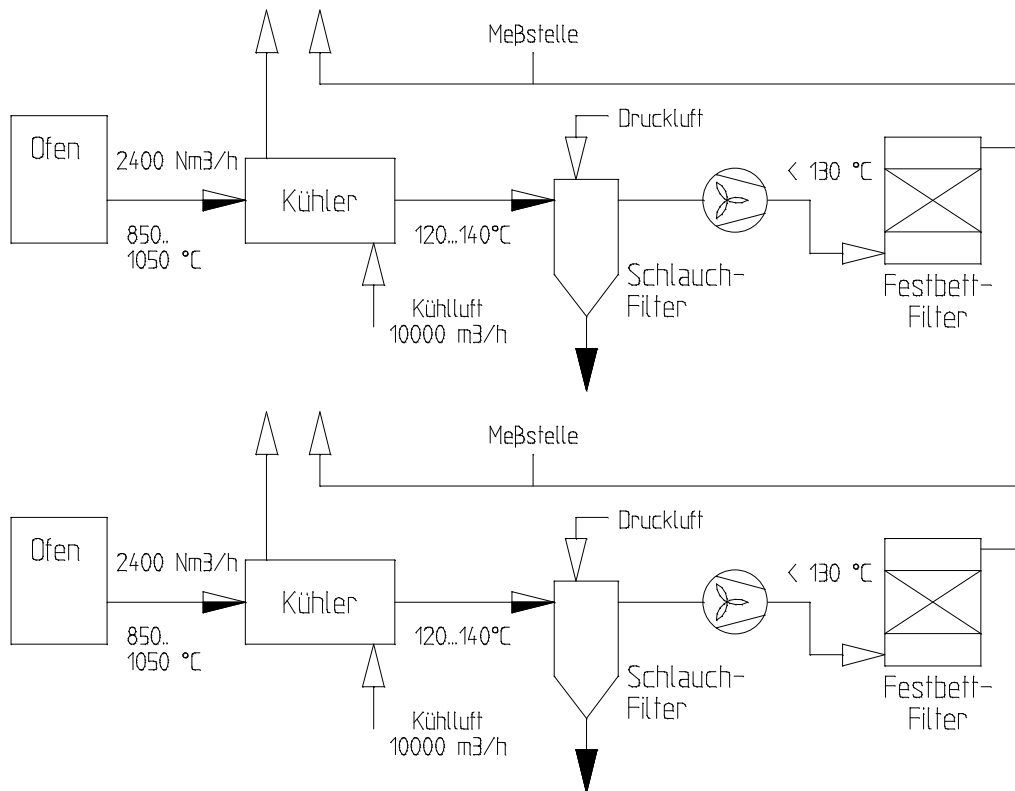 Meßstelle
Druckluft
Ofen
2400 Nm3/h
< 130 °C
Kühler
850..
1050 °C
120...140°C
Schlauch-
Filter
Festbett-
Filter
Kühlluft
10000 m3/h
Meßstelle
Druckluft
Ofen
2400 Nm3/h
< 130 °C
Kühler
850..
1050 °C
120...140°C
Schlauch-
Filter
Festbett-
Filter
Kühlluft
10000 m3/h